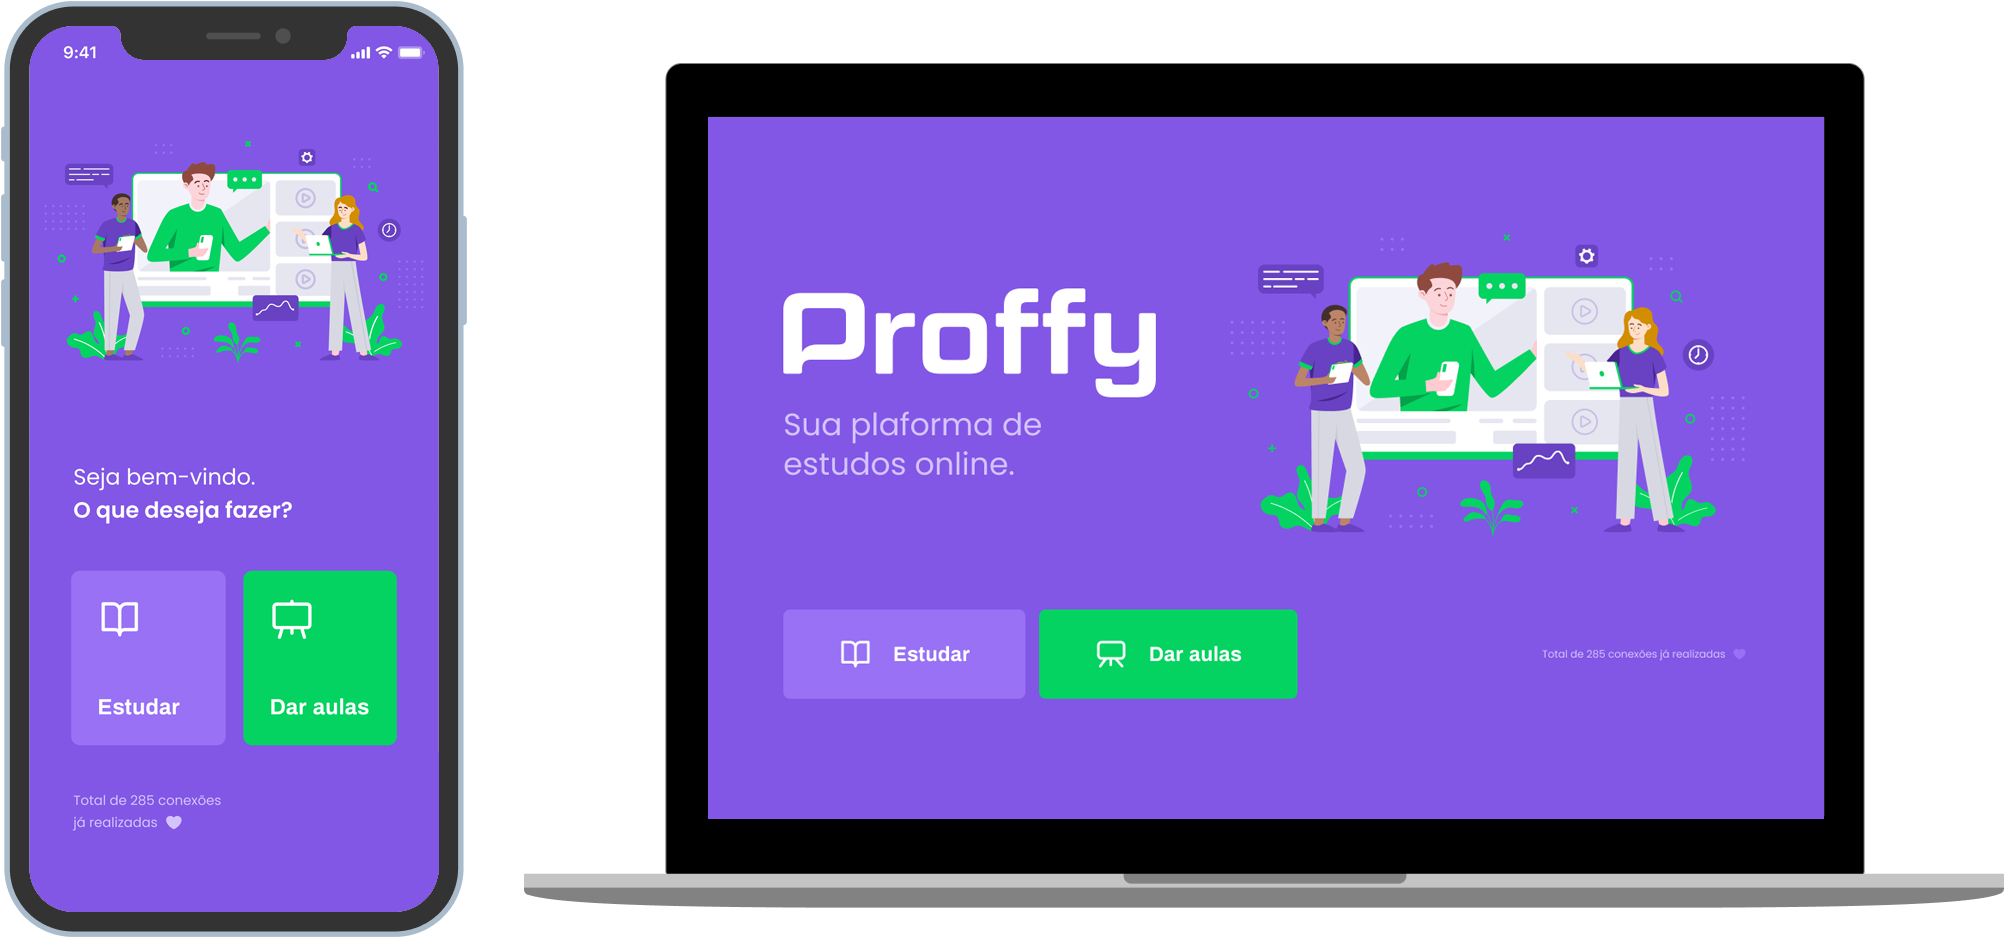 9:41
Seja bem-vindo.
O que deseja fazer?
Estudar
Dar aulas
Total de 285 conexões
já realizadas
Proffy
Sua plaforma de
estudos online.
Estudar
Dar aulas
Total de 285 conexões já realizadas